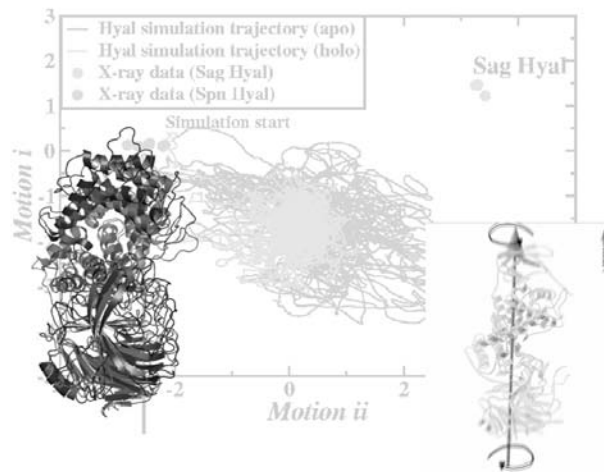 3
Hyal simulation trajectory (apo)
Hyal simulation trajectory (holo)
X-ray data (Sag Hyal)
X-ray data (Spn Hyal)
Sag Hyal
Simulation start
0
-1
Motion i
-2 0 2
Motion ii